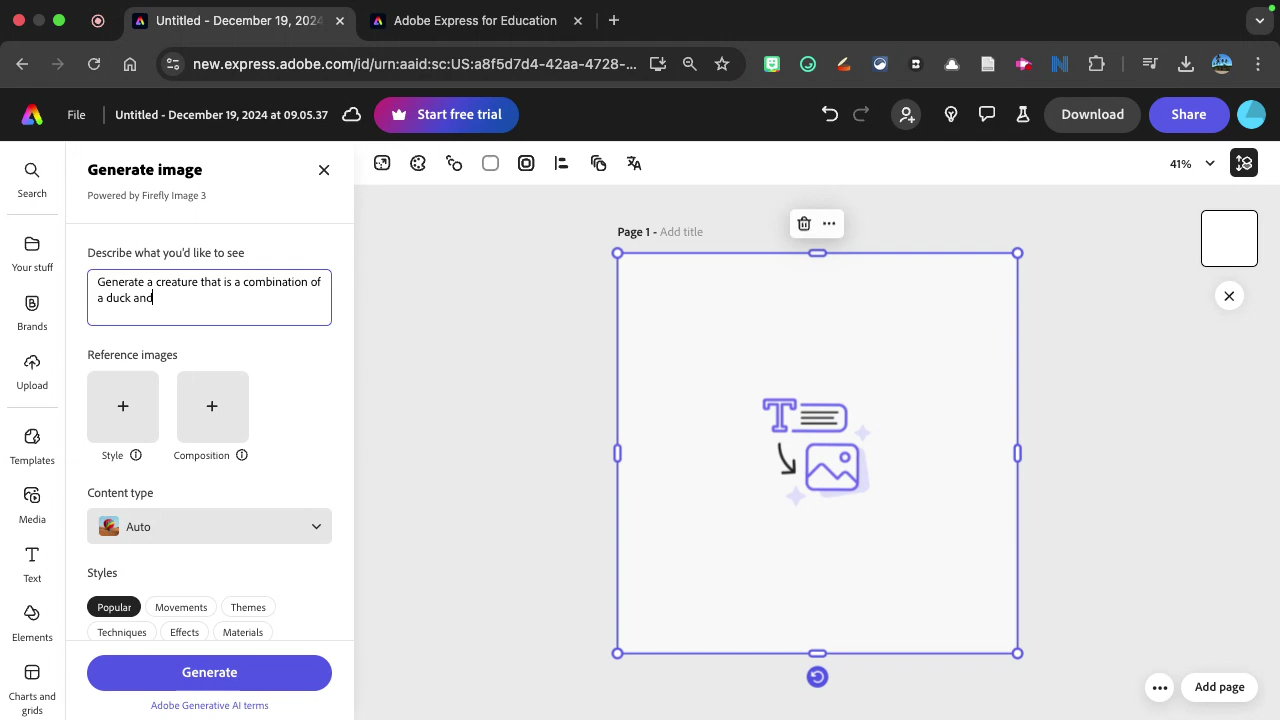 Untitled - December 19, 2024
Adobe Express for Education
new.express.adobe.com/id/urn:aaid:sc:US:a8f5d7d4-42aa-4728-...
File
Untitled - December 19, 2024 at 09.05.37
Start free trial
Download
Share
Generate image
Powered by Firefly Image 3
41%
Search
Your stuff
Brands
Upload
Templates
Media
Text
Elements
Charts and
grids
Describe what you'd like to see
Generate a creature that is a combination of
a duck and
Reference images
Style
Composition
Content type
Auto
Styles
Popular
Movements
Themes
Techniques
Effects
Materials
Generate
Adobe Generative AI terms
Page 1 - Add title
T
Add page